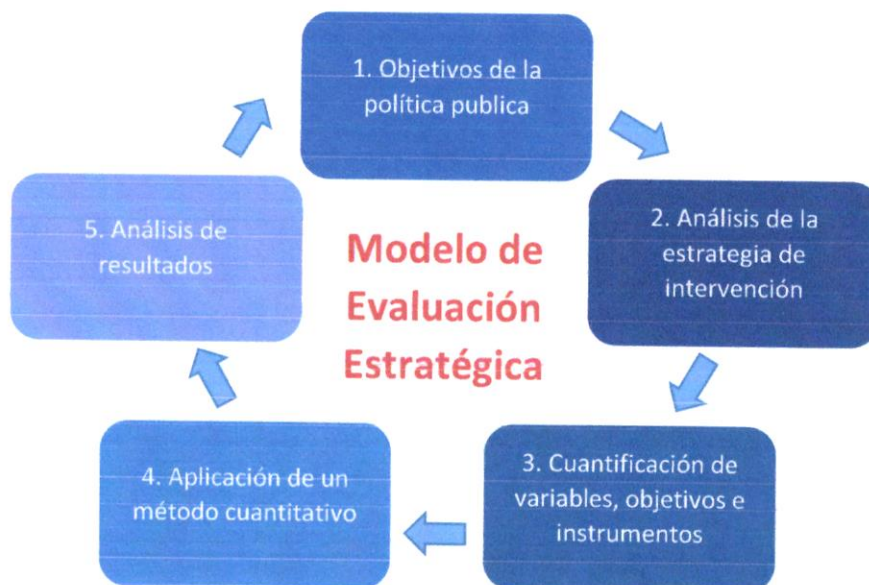 1. Objetivos de la
política publica
2. Análisis de la
estrategia de
intervención
3. Cuantificación de
variables, objetivos e
instrumentos
4. Aplicación de un
método cuantitativo
5. Análisis de
resultados
Modelo de
Evaluación
Estratégica